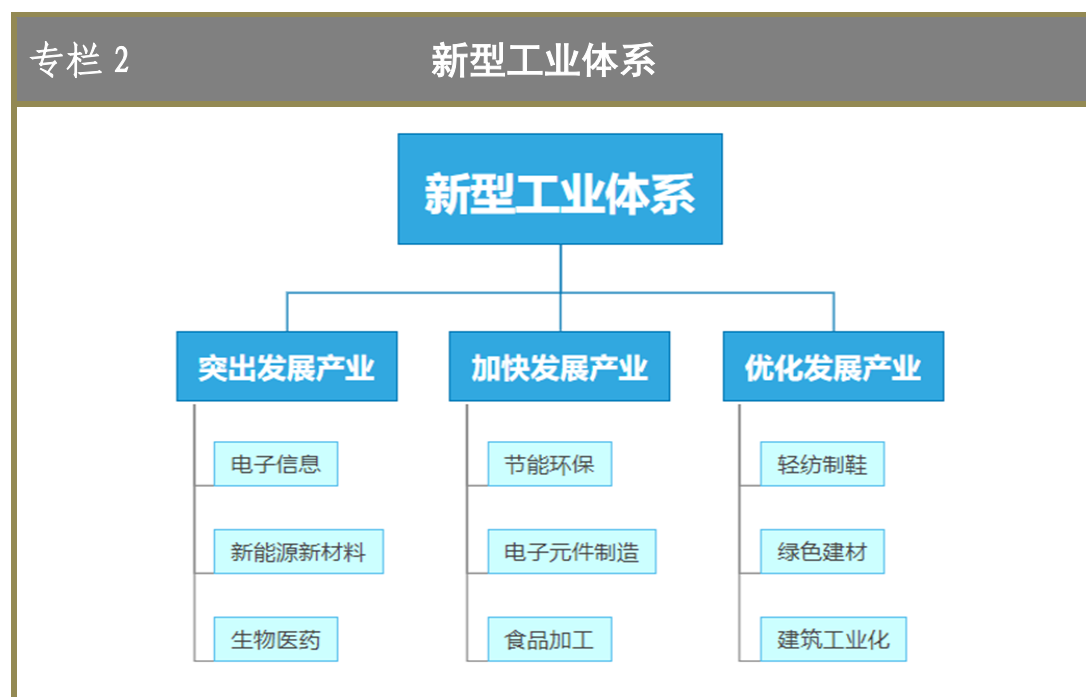 专栏 2 新型工业体系
新型工业体系
突出发展产业 加快发展产业 优化发展产业
电子信息 节能环保 轻纺制鞋
新能源新材料 电子元件制造 绿色建材
生物医药 食品加工 建筑工业化